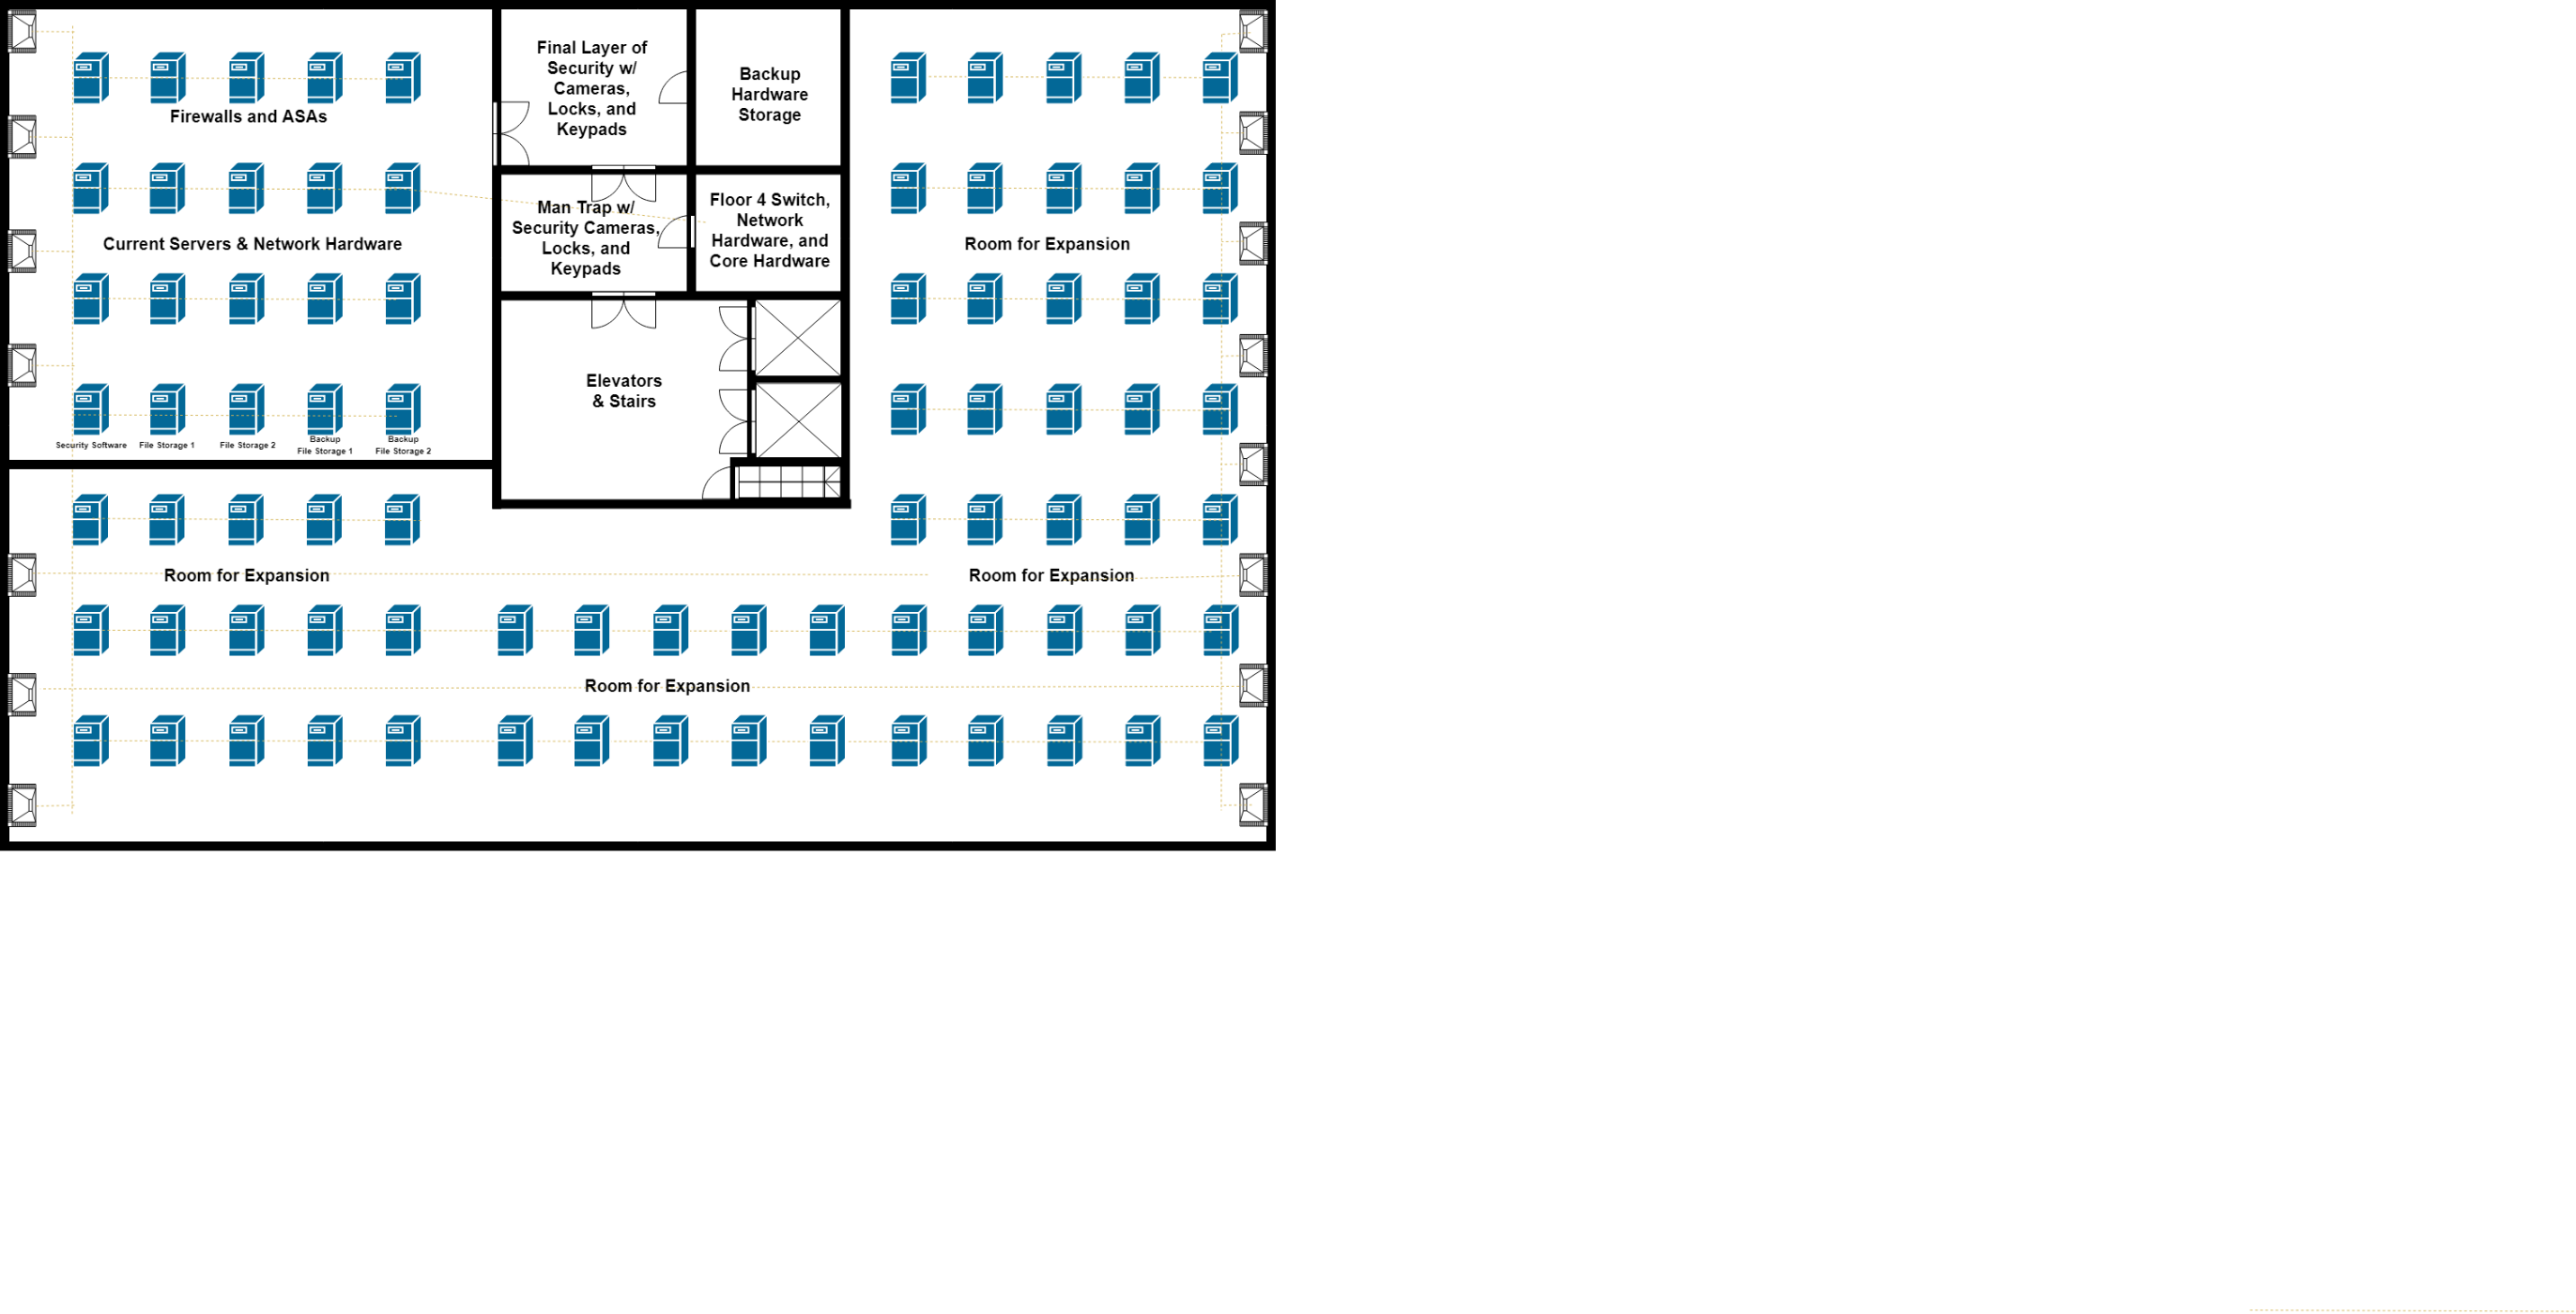 Final Layer of
Security w/
Cameras,
Locks, and
Keypads
Backup
Hardware
Storage
Firewalls and ASAs
Man Trap w/
Security Cameras,
Locks, and
Keypads
Floor 4 Switch,
Network
Hardware, and
Core Hardware
Current Servers & Network Hardware
Room for Expansion
Elevators
& Stairs
Security Software
File Storage 1
File Storage 2
Backup
File Storage 1
Backup
File Storage 2
Room for Expansion
Room for Expansion
Room for Expansion